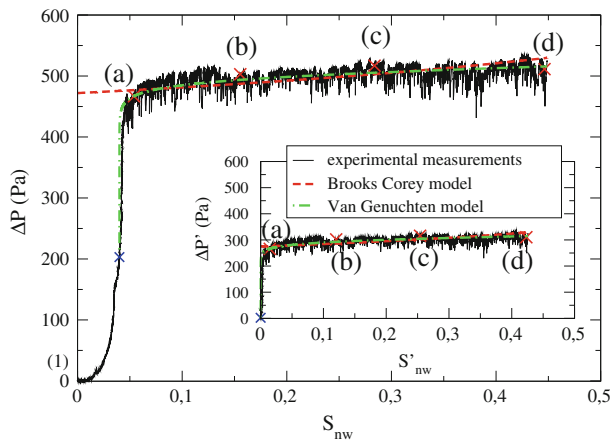 600
500
400
300
200
100
0
ΔP (Pa)
(1)
(a)
(b)
(c)
(d)
0
0,1
0,2
0,3
0,4
0,5
S_nw
experimental measurements
Brooks Corey model
Van Genuchten model
600
500
400
300
200
100
0
ΔP' (Pa)
(a)
(b)
(c)
(d)
0
0,1
0,2
0,3
0,4
0,5
S'_nw